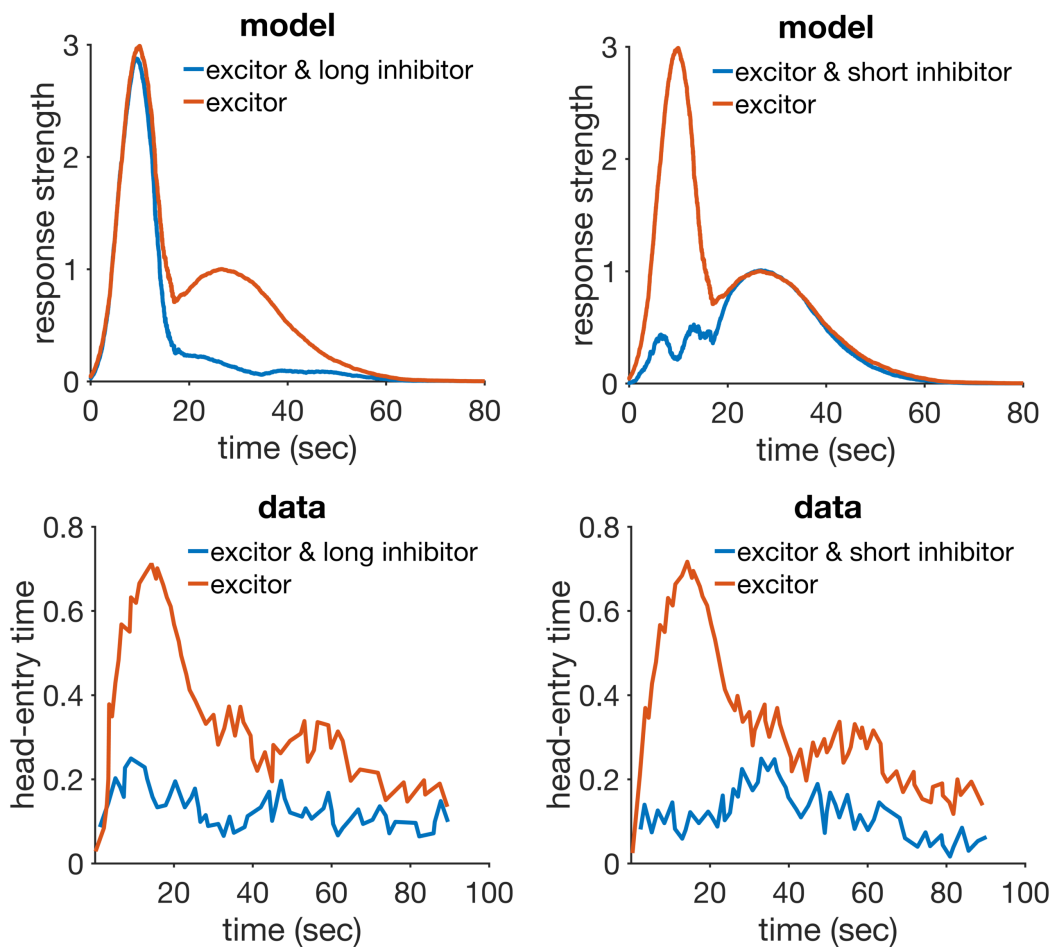 model
excitor & long inhibitor
excitor
response strength
3
2
1
0
0 20 40 60 80
time (sec)
model
excitor & short inhibitor
excitor
response strength
3
2
1
0
0 20 40 60 80
time (sec)
data
excitor & long inhibitor
excitor
head-entry time
0.8
0.6
0.4
0.2
0
20 40 60 80 100
time (sec)
data
excitor & short inhibitor
excitor
head-entry time
0.8
0.6
0.4
0.2
0
20 40 60 80 100
time (sec)